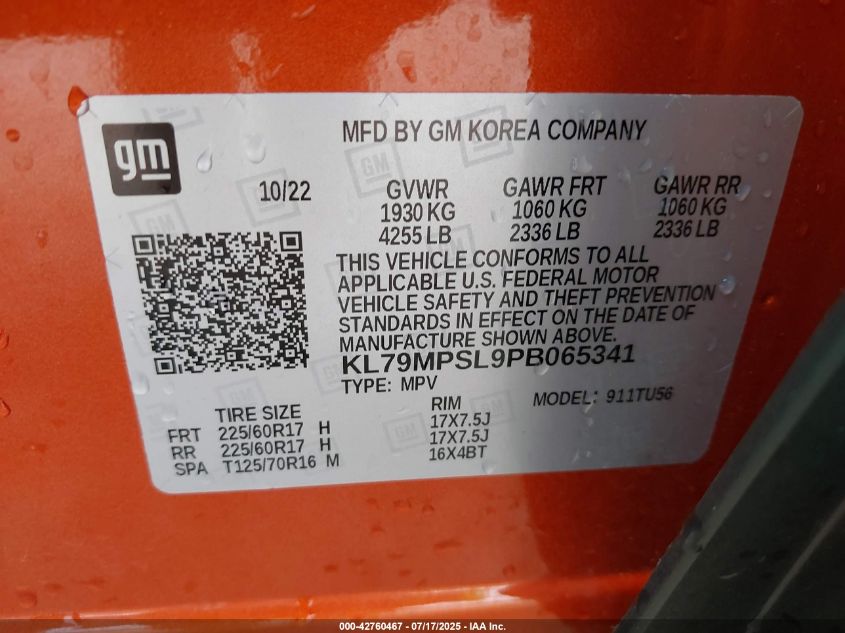 gm
MFD BY GM KOREA COMPANY
10/22
GVWR GAWR FRT GAWR RR
1930 KG 1060 KG 1060 KG
4255 LB 2336 LB 2336 LB
THIS VEHICLE CONFORMS TO ALL
APPLICABLE U.S. FEDERAL MOTOR
VEHICLE SAFETY AND THEFT PREVENTION
STANDARDS IN EFFECT ON THE DATE OF
MANUFACTURE SHOWN ABOVE.
KL79MPSL9PB065341
TYPE: MPV
MODEL: 911TU56
TIRE SIZE RIM
FRT 225/60R17 H 17X7.5J
RR 225/60R17 H 17X7.5J
SPA T125/70R16 M 16X4BT
000-42760467 - 07/17/2025 - IAA Inc.